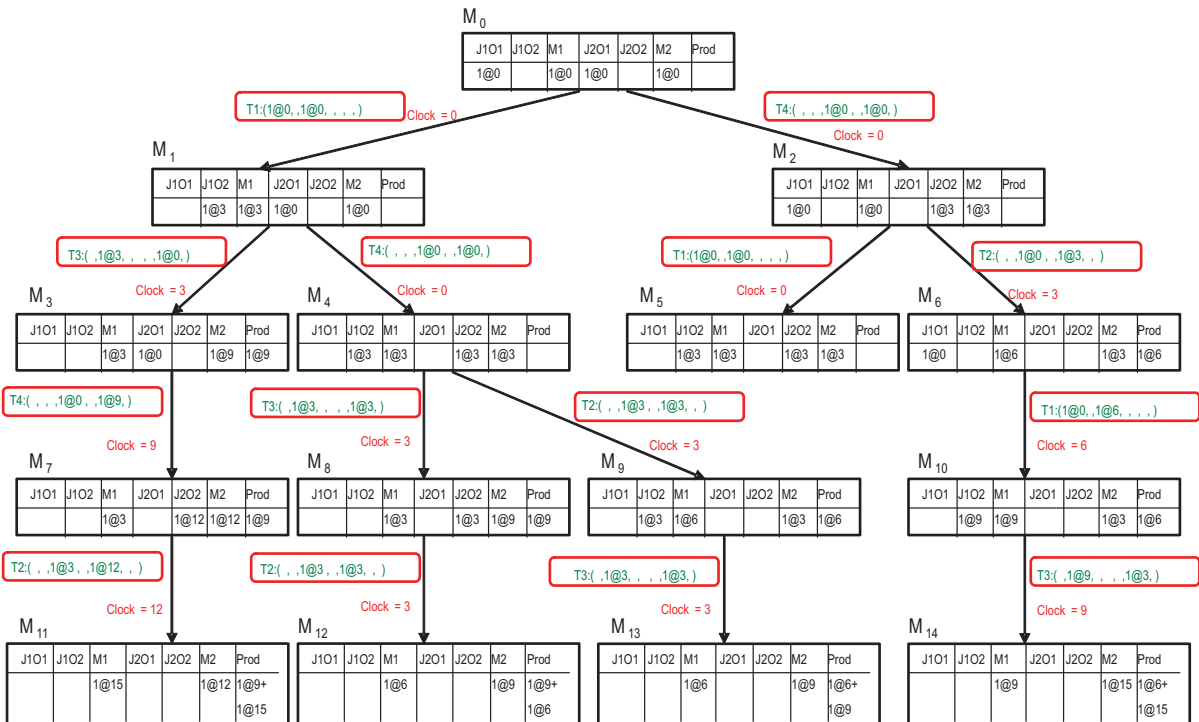 M 0
J1O1 J1O2 M1 J2O1 J2O2 M2 Prod
1@0 1@0 1@0 1@0
T1:(1@0, ,1@0, , , , )
Clock = 0
T4:( , , ,1@0 , ,1@0, )
Clock = 0
M 1
J1O1 J1O2 M1 J2O1 J2O2 M2 Prod
1@3 1@3 1@0 1@0
M 2
J1O1 J1O2 M1 J2O1 J2O2 M2 Prod
1@0 1@0 1@3 1@3
T3:( ,1@3, , , ,1@0, )
Clock = 3
T4:( , , ,1@0 , ,1@0, )
Clock = 0
T1:(1@0, ,1@0, , , , )
Clock = 0
T2:( , ,1@0 , ,1@3, , )
Clock = 3
M 3
J1O1 J1O2 M1 J2O1 J2O2 M2 Prod
1@3 1@0 1@9 1@9
M 4
J1O1 J1O2 M1 J2O1 J2O2 M2 Prod
1@3 1@3 1@3 1@3
M 5
J1O1 J1O2 M1 J2O1 J2O2 M2 Prod
1@3 1@3 1@3 1@3
M 6
J1O1 J1O2 M1 J2O1 J2O2 M2 Prod
1@0 1@6 1@3 1@6
T4:( , , ,1@0 , ,1@9, )
Clock = 9
T3:( ,1@3, , , ,1@3, )
Clock = 3
T2:( , ,1@3 , ,1@3, , )
Clock = 3
T1:(1@0, ,1@6, , , , )
Clock = 6
M 7
J1O1 J1O2 M1 J2O1 J2O2 M2 Prod
1@3 1@12 1@12 1@9
M 8
J1O1 J1O2 M1 J2O1 J2O2 M2 Prod
1@3 1@3 1@9 1@9
M 9
J1O1 J1O2 M1 J2O1 J2O2 M2 Prod
1@3 1@6 1@3 1@6
M 10
J1O1 J1O2 M1 J2O1 J2O2 M2 Prod
1@9 1@9 1@3 1@6
T2:( , ,1@3 , ,1@12, , )
Clock = 12
T2:( , ,1@3 , ,1@3, , )
Clock = 3
T3:( ,1@3, , , ,1@3, )
Clock = 3
T3:( ,1@9, , , ,1@3, )
Clock = 9
M 11
J1O1 J1O2 M1 J2O1 J2O2 M2 Prod
1@15 1@12 1@9+
1@15
M 12
J1O1 J1O2 M1 J2O1 J2O2 M2 Prod
1@6 1@9 1@9+
1@6
M 13
J1O1 J1O2 M1 J2O1 J2O2 M2 Prod
1@6 1@9 1@6+
1@9
M 14
J1O1 J1O2 M1 J2O1 J2O2 M2 Prod
1@9 1@15 1@6+
1@15